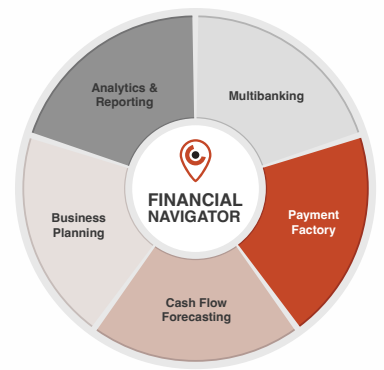 Analytics &
Reporting
Multibanking
FINANCIAL
NAVIGATOR
Payment
Factory
Business
Planning
Cash Flow
Forecasting